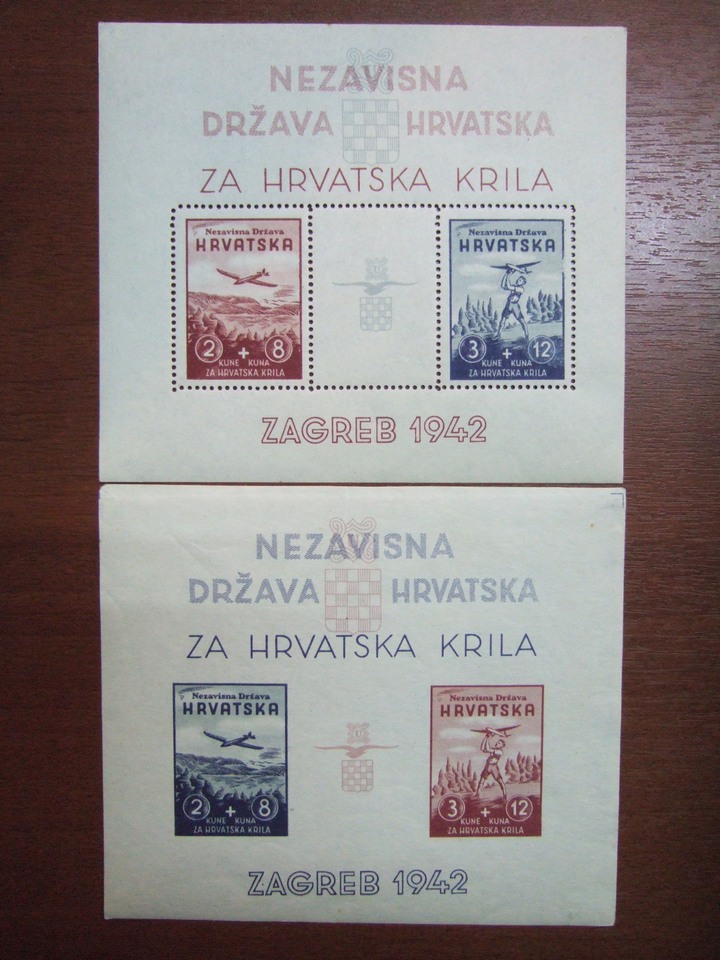 NEZAVISNA
DRŽAVA HRVATSKA
ZA HRVATSKA KRILA
Nezavisna Država
HRVATSKA
2 + 8
KUNE KUNA
ZA HRVATSKA KRILA
Nezavisna Država
HRVATSKA
3 + 12
KUNE KUNA
ZA HRVATSKA KRILA
ZAGREB 1942
NEZAVISNA
DRŽAVA HRVATSKA
ZA HRVATSKA KRILA
Nezavisna Država
HRVATSKA
2 + 8
KUNE KUNA
ZA HRVATSKA KRILA
Nezavisna Država
HRVATSKA
3 + 12
KUNE KUNA
ZA HRVATSKA KRILA
ZAGREB 1942